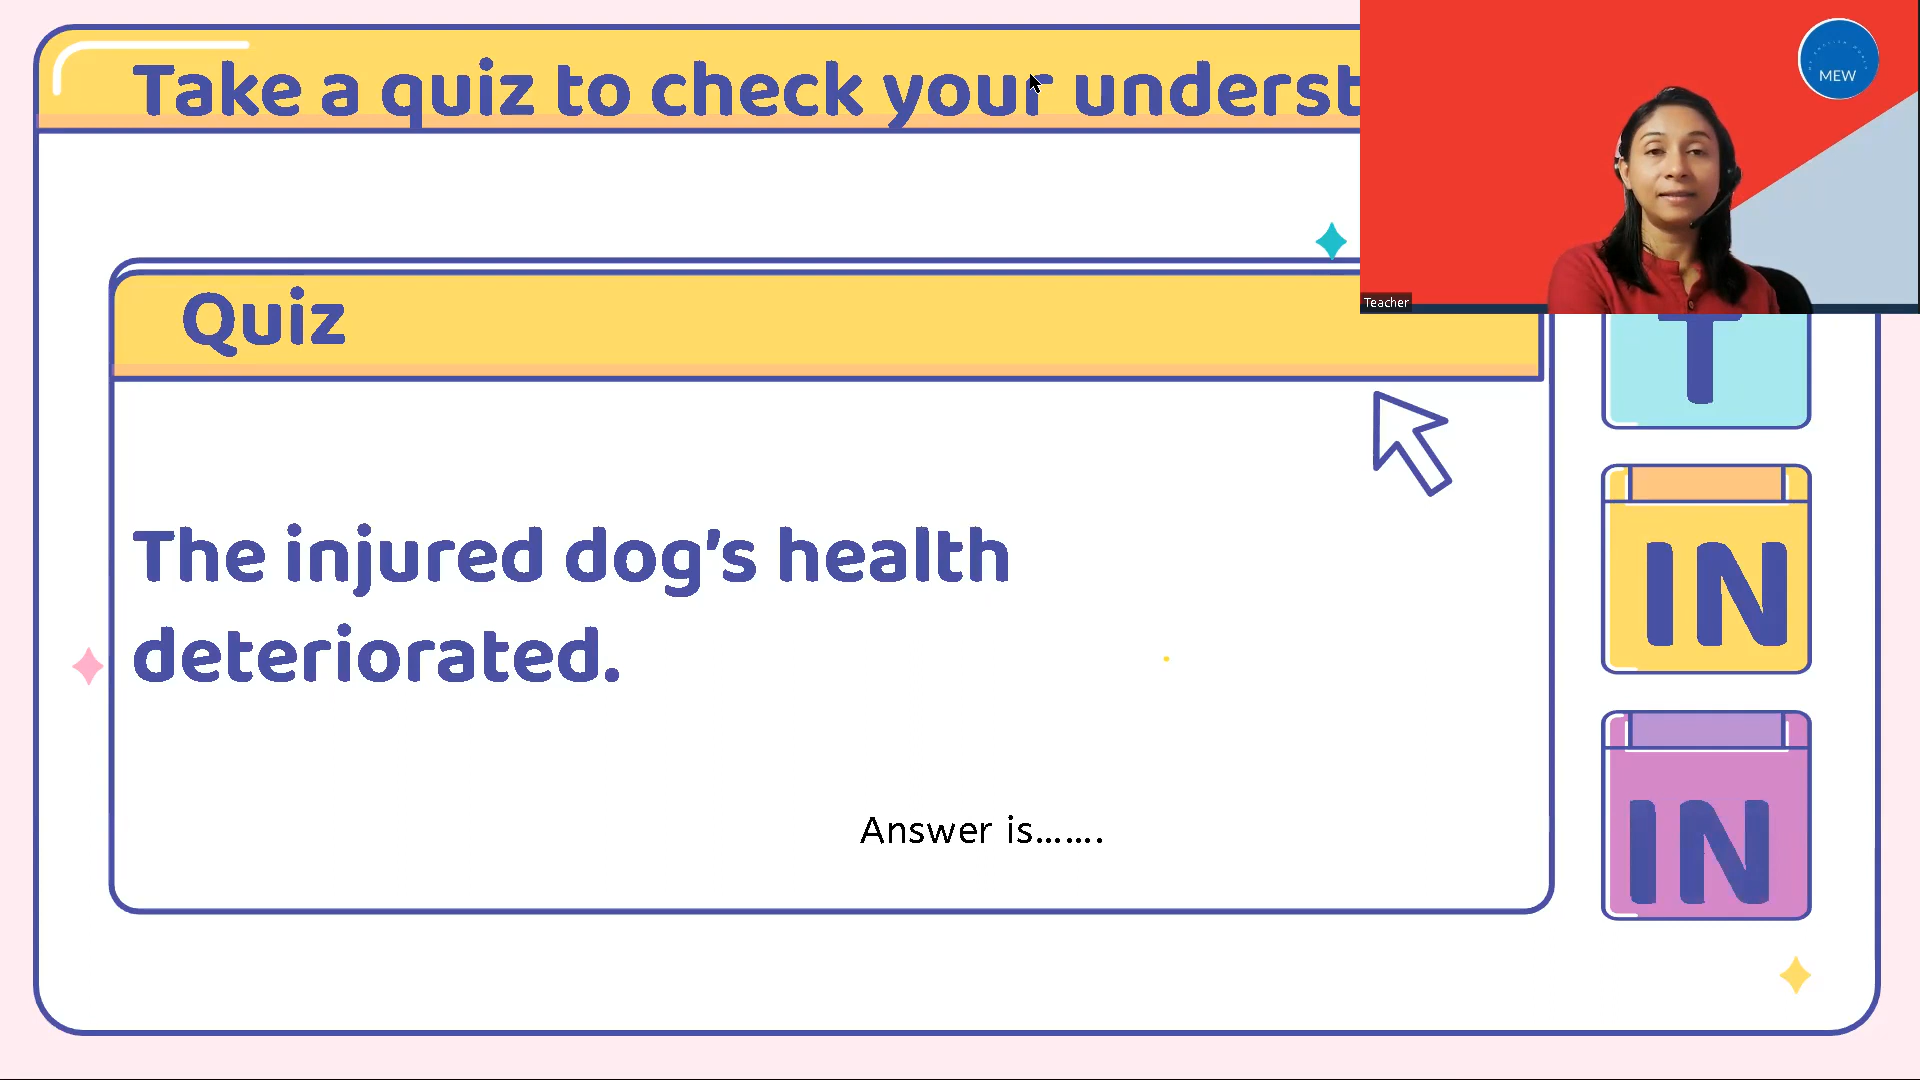 Take a quiz to check your underst
MEW
Teacher
Quiz
T
The injured dog's health
deteriorated.
IN
IN
Answer is.......